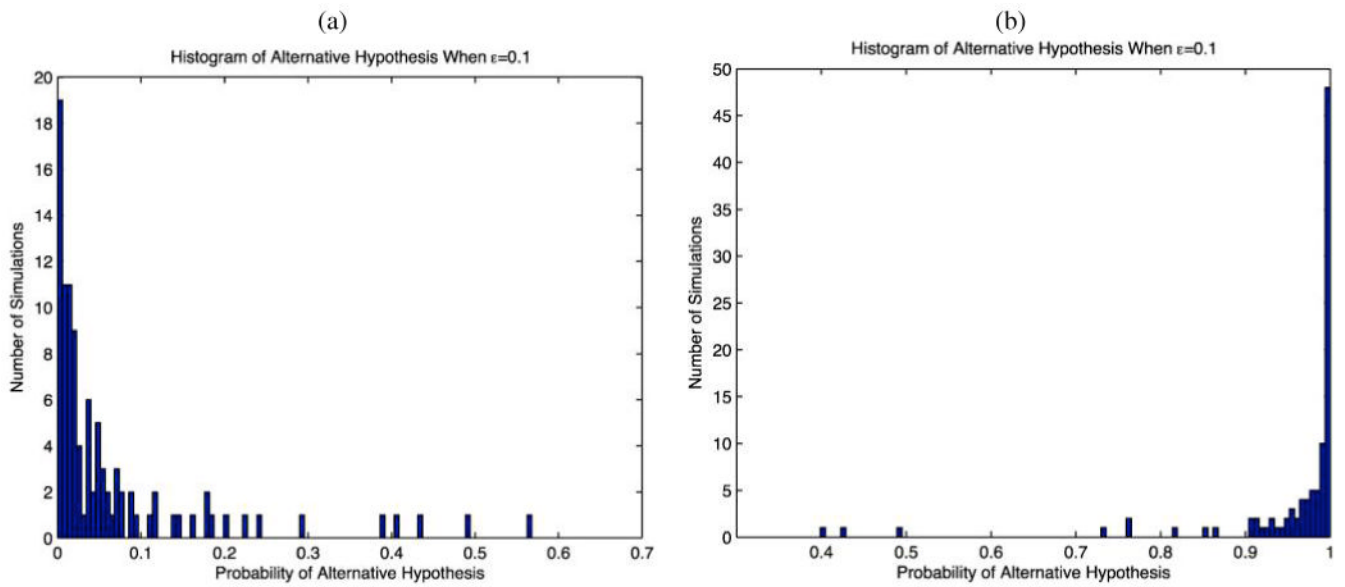 (a)
Histogram of Alternative Hypothesis When ε=0.1
20
18
16
14
12
10
8
6
4
2
0
Number of Simulations
0 0.1 0.2 0.3 0.4 0.5 0.6 0.7
Probability of Alternative Hypothesis
(b)
Histogram of Alternative Hypothesis When ε=0.1
50
45
40
35
30
25
20
15
10
5
0
Number of Simulations
0.4 0.5 0.6 0.7 0.8 0.9 1
Probability of Alternative Hypothesis